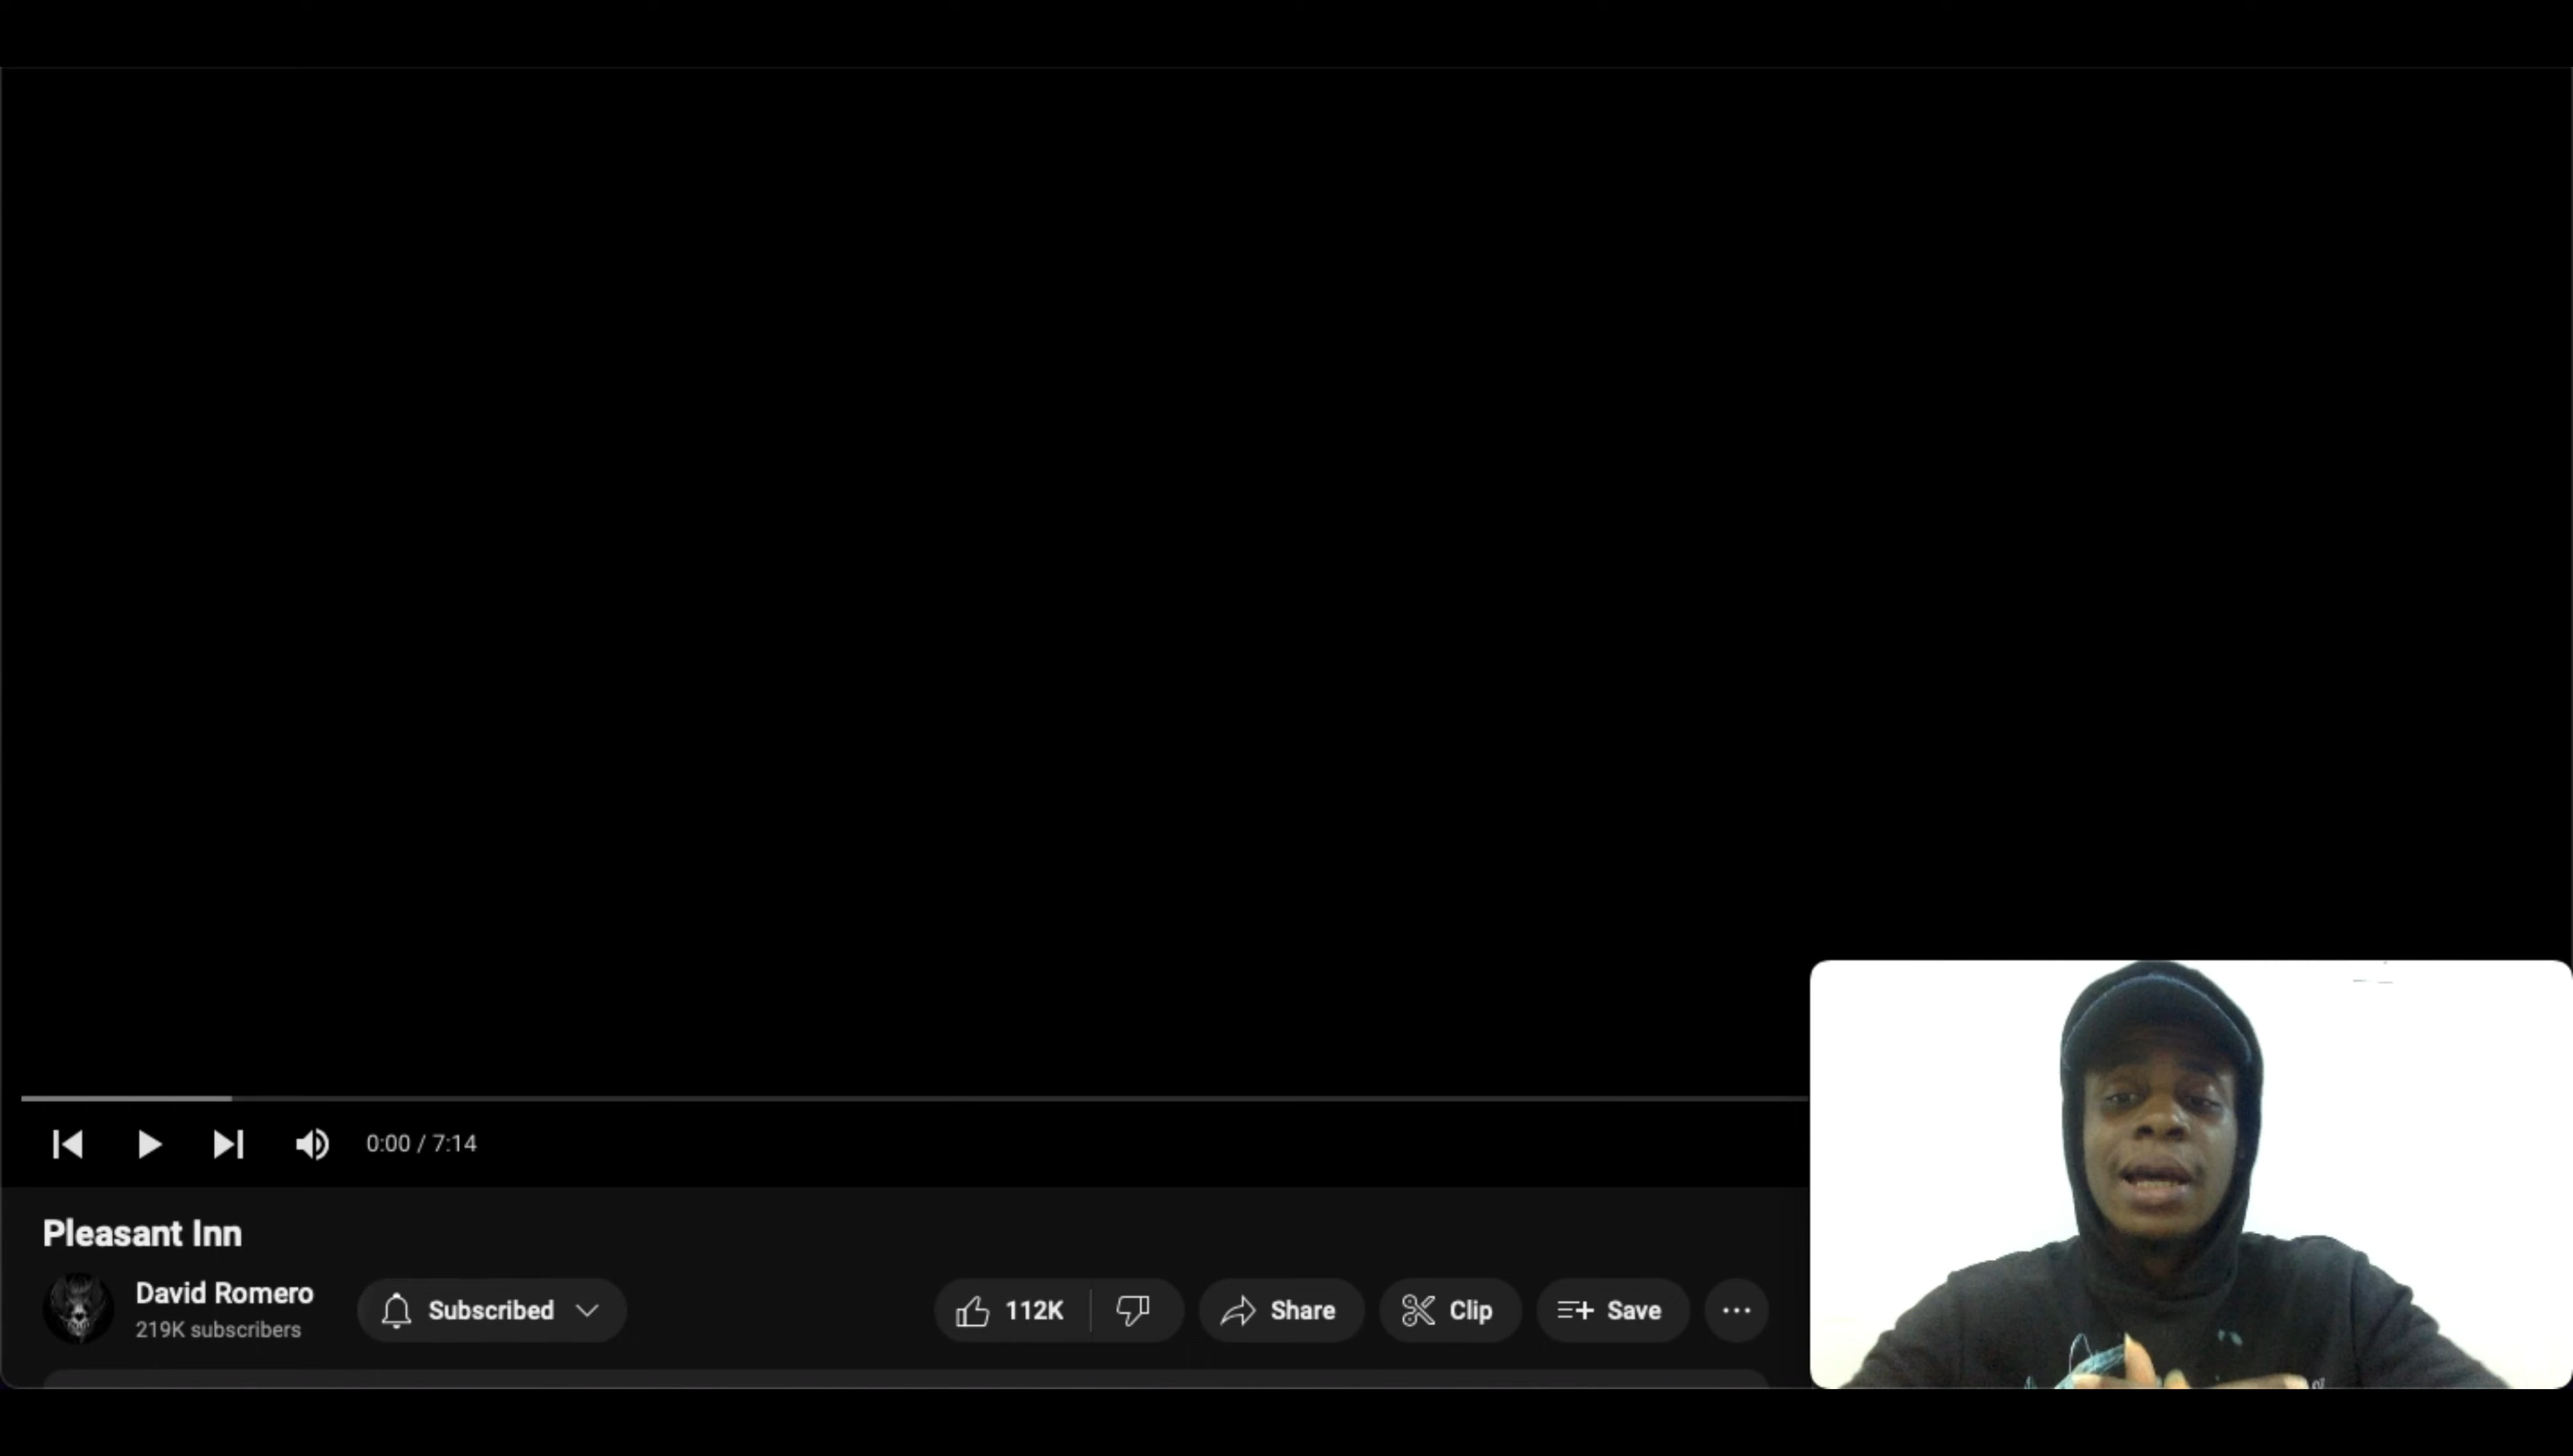 0:00 / 7:14
Pleasant Inn
David Romero
219K subscribers
Subscribed
112K
Share
Clip
Save